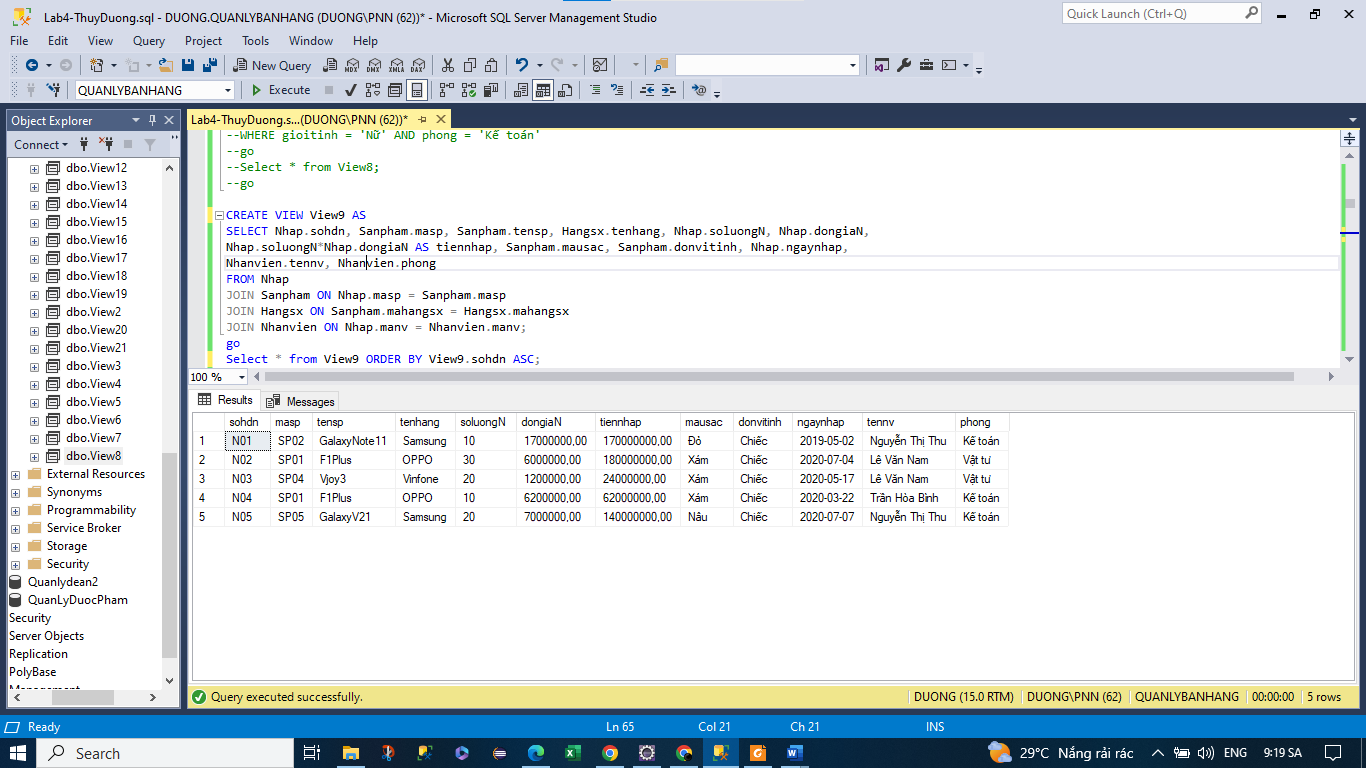 Lab4-ThuyDuong.sql - DUONG.QUANLYBANHANG (DUONG\PNN (62))* - Microsoft SQL Server Management Studio
Quick Launch (Ctrl+Q)
File Edit View Query Project Tools Window Help
New Query MDX DMX XMLA DAX
QUANLYBANHANG Execute
Object Explorer
Lab4-ThuyDuong.s...(DUONG\PNN (62))*
Connect
dbo.View12
dbo.View13
dbo.View14
dbo.View15
dbo.View16
dbo.View17
dbo.View18
dbo.View19
dbo.View2
dbo.View20
dbo.View21
dbo.View3
dbo.View4
dbo.View5
dbo.View6
dbo.View7
dbo.View8
External Resources
Synonyms
Programmability
Service Broker
Storage
Security
Quanlydean2
QuanLyDuocPham
Security
Server Objects
Replication
PolyBase
Management
--WHERE gioitinh = 'Nữ' AND phong = 'Kế toán'
--go
--Select * from View8;
--go
CREATE VIEW View9 AS
SELECT Nhap.sohdn, Sanpham.masp, Sanpham.tensp, Hangsx.tenhang, Nhap.soluongN, Nhap.dongiaN,
Nhap.soluongN*Nhap.dongiaN AS tiennhap, Sanpham.mausac, Sanpham.donvitinh, Nhap.ngaynhap,
Nhanvien.tennv, Nhanvien.phong
FROM Nhap
JOIN Sanpham ON Nhap.masp = Sanpham.masp
JOIN Hangsx ON Sanpham.mahangsx = Hangsx.mahangsx
JOIN Nhanvien ON Nhap.manv = Nhanvien.manv;
go
Select * from View9 ORDER BY View9.sohdn ASC;
100 %
Results Messages
sohdn masp tensp tenhang soluongN dongiaN tiennhap mausac donvitinh ngaynhap tennv phong
1 N01 SP02 GalaxyNote11 Samsung 10 17000000,00 170000000,00 Đỏ Chiếc 2019-05-02 Nguyễn Thị Thu Kế toán
2 N02 SP01 F1Plus OPPO 30 6000000,00 180000000,00 Xám Chiếc 2020-07-04 Lê Văn Nam Vật tư
3 N03 SP04 Vjoy3 Vinfone 20 1200000,00 24000000,00 Xám Chiếc 2020-05-17 Lê Văn Nam Vật tư
4 N04 SP01 F1Plus OPPO 10 6200000,00 62000000,00 Xám Chiếc 2020-03-22 Trần Hòa Bình Kế toán
5 N05 SP05 GalaxyV21 Samsung 20 7000000,00 140000000,00 Nâu Chiếc 2020-07-07 Nguyễn Thị Thu Kế toán
Query executed successfully. DUONG (15.0 RTM) DUONG\PNN (62) QUANLYBANHANG 00:00:00 5 rows
Ready Ln 65 Col 21 Ch 21 INS
Search 29°C Nắng rải rác ENG 9:19 SA